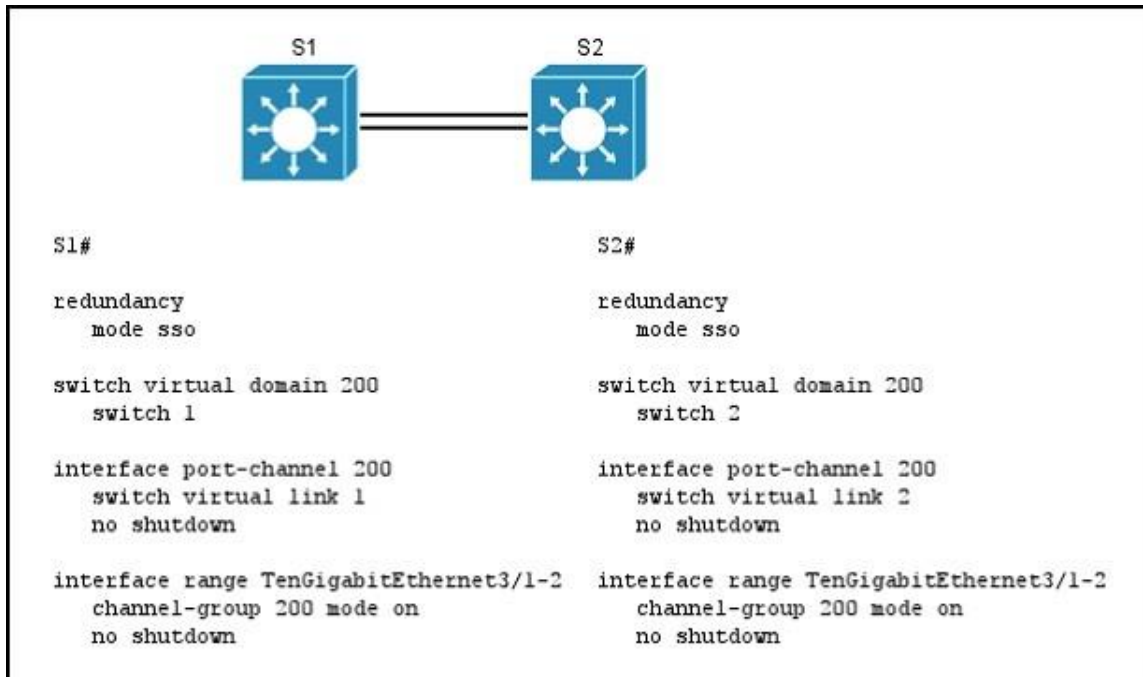 S1
S2
S1#
redundancy
mode sso
switch virtual domain 200
switch 1
interface port-channel 200
switch virtual link 1
no shutdown
interface range TenGigabitEthernet3/1-2
channel-group 200 mode on
no shutdown
S2#
redundancy
mode sso
switch virtual domain 200
switch 2
interface port-channel 200
switch virtual link 2
no shutdown
interface range TenGigabitEthernet3/1-2
channel-group 200 mode on
no shutdown